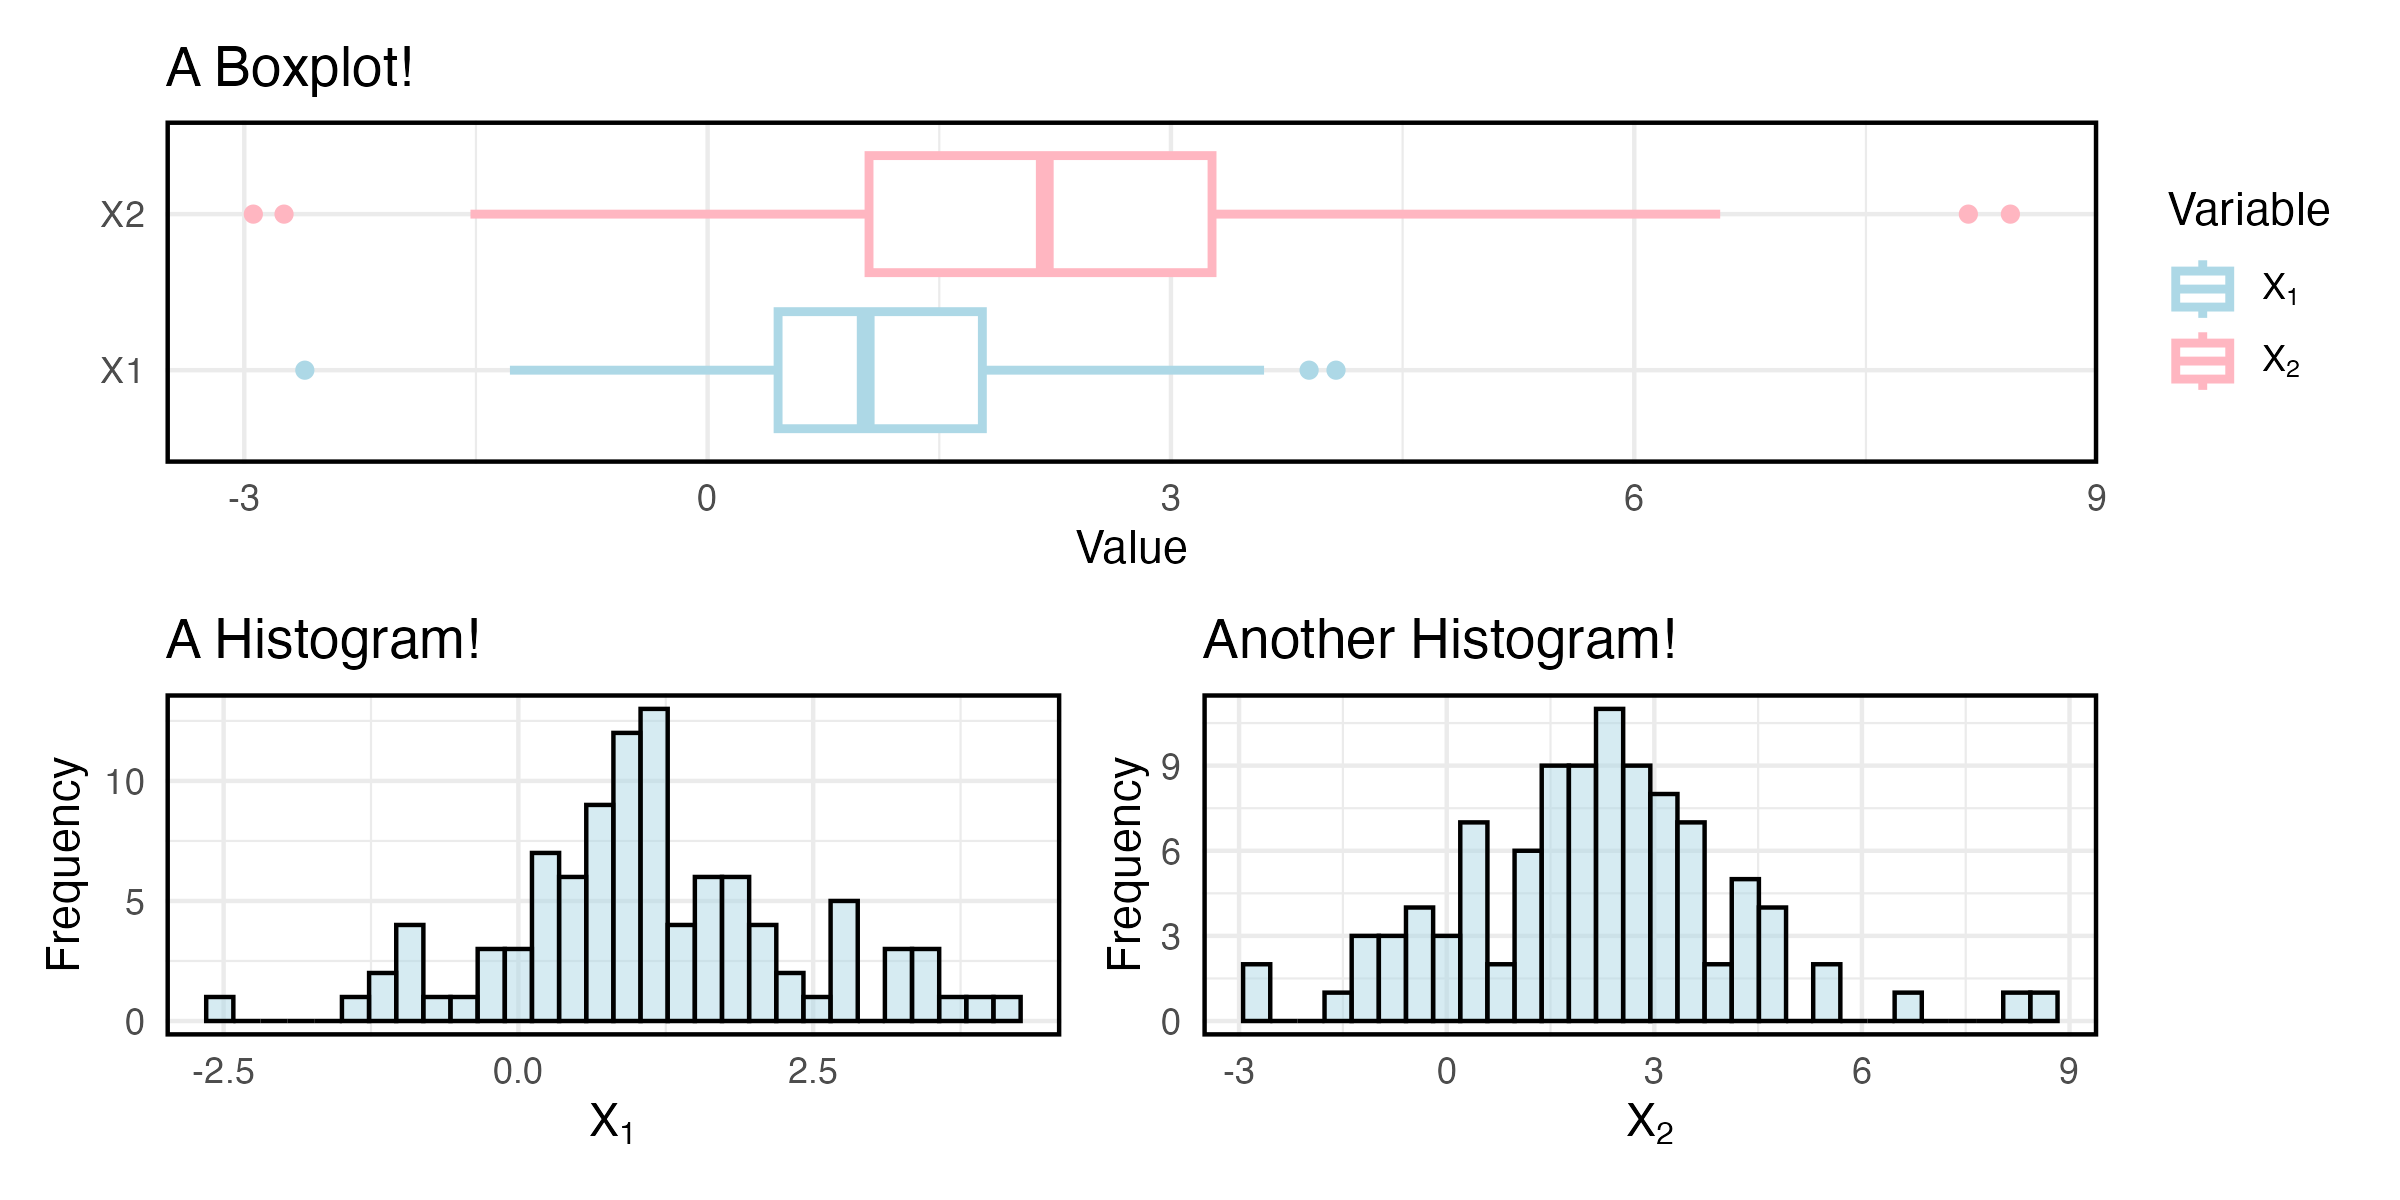 A Boxplot!
X2
X1
-3 0 3 6 9
Value
Variable
X₁
X₂
A Histogram!
Frequency
10
5
0
-2.5 0.0 2.5
X₁
Another Histogram!
Frequency
9
6
3
0
-3 0 3 6 9
X₂